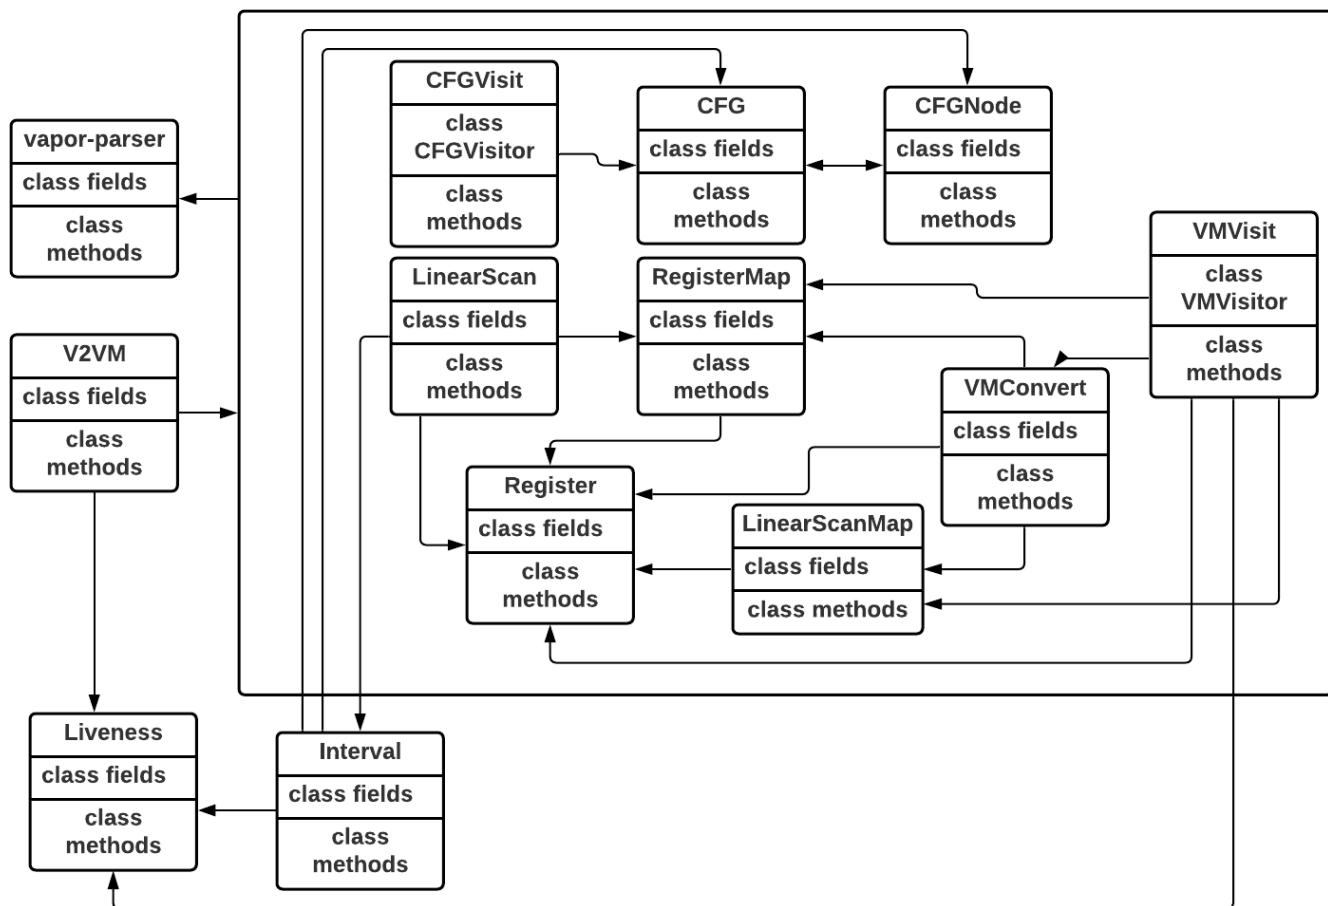 CFGVisit
class
CFGVisitor
class
methods
CFG
class fields
class
methods
CFGNode
class fields
class
methods
vapor-parser
class fields
class
methods
VMVisit
class
VMVisitor
class
methods
LinearScan
class fields
class
methods
RegisterMap
class fields
class
methods
V2VM
class fields
class
methods
VMConvert
class fields
class
methods
Register
class fields
class
methods
LinearScanMap
class fields
class methods
Liveness
class fields
class
methods
Interval
class fields
class
methods